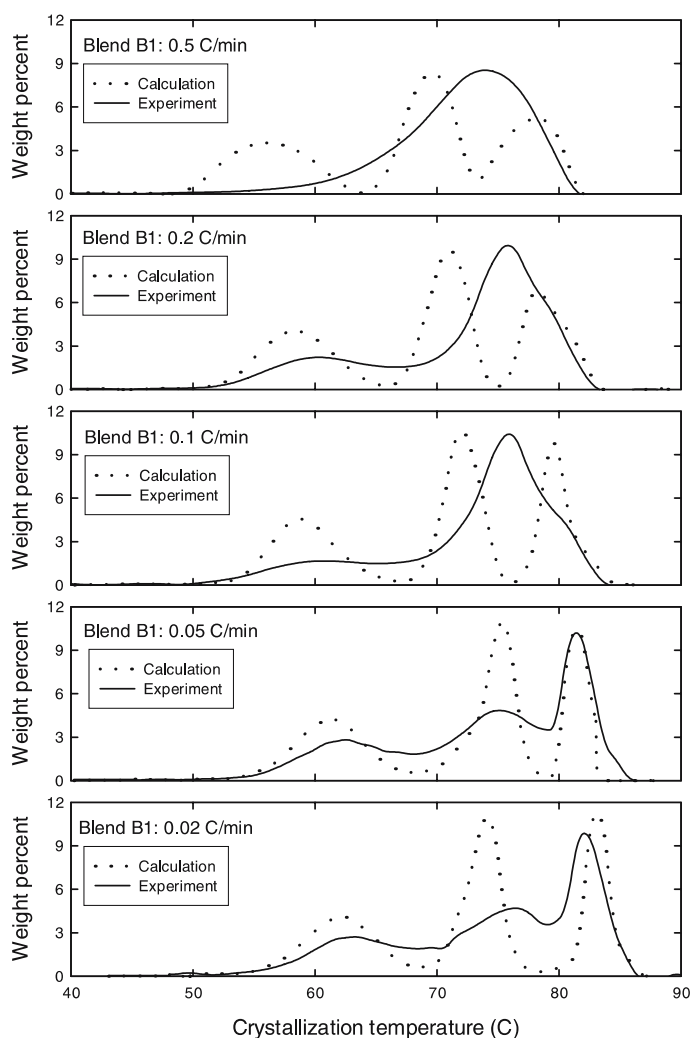 12
Blend B1: 0.5 C/min
9
Calculation
Experiment
6
3
0
Weight percent
12
Blend B1: 0.2 C/min
9
Calculation
Experiment
6
3
0
Weight percent
12
Blend B1: 0.1 C/min
9
Calculation
Experiment
6
3
0
Weight percent
12
Blend B1: 0.05 C/min
9
Calculation
Experiment
6
3
0
Weight percent
12
Blend B1: 0.02 C/min
9
Calculation
Experiment
6
3
0
Weight percent
40 50 60 70 80 90
Crystallization temperature (C)